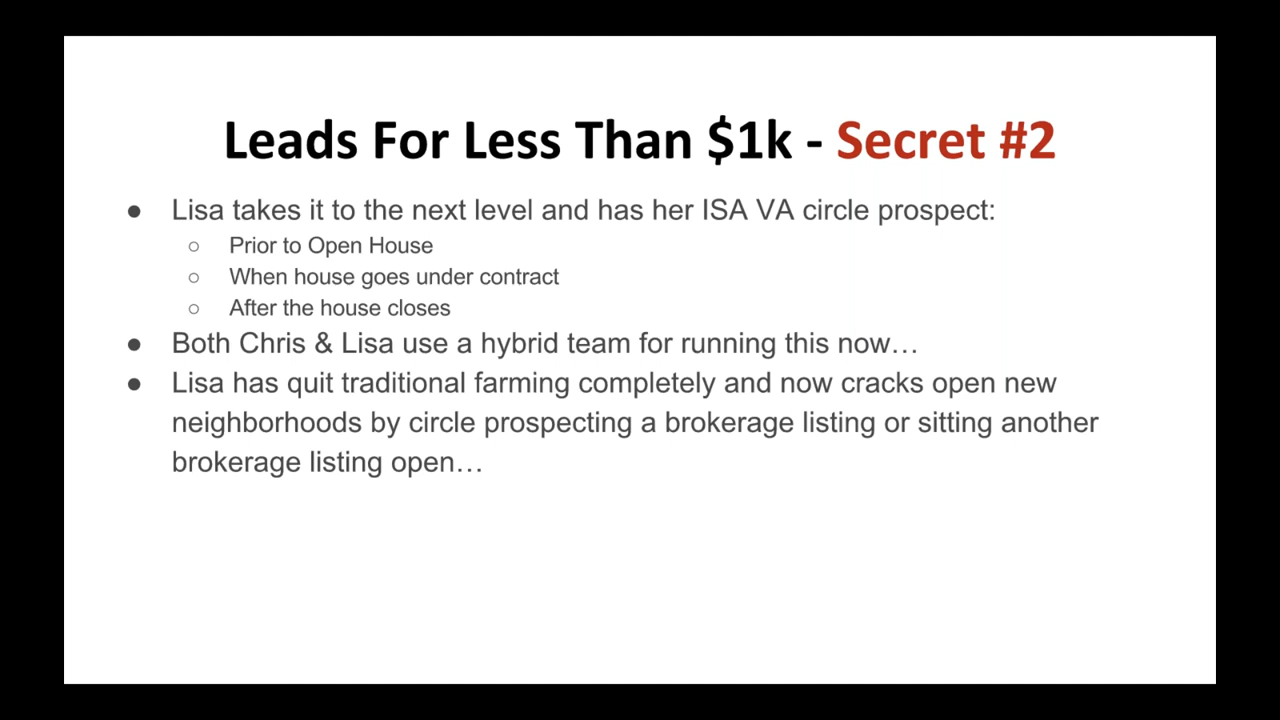 Leads For Less Than $1k - Secret #2
● Lisa takes it to the next level and has her ISA VA circle prospect:
○ Prior to Open House
○ When house goes under contract
○ After the house closes
● Both Chris & Lisa use a hybrid team for running this now…
● Lisa has quit traditional farming completely and now cracks open new
neighborhoods by circle prospecting a brokerage listing or sitting another
brokerage listing open…